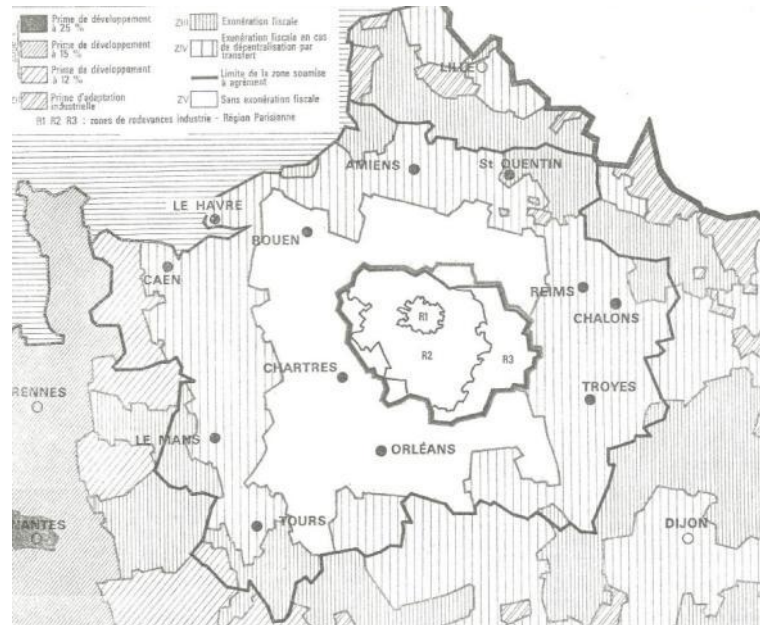 Prime de développement
à 25 %
à 15 %
Prime de développement
à 12 %
Prime d'adaptation
industrielle
ZIII Exonération fiscale
ZIV Exonération fiscale en cas
de décentralisation par
transfert
Limite de la zone soumise
à agrément
ZV Sans exonération fiscale
R1 R2 R3 : zones de redevances industrie - Région Parisienne
LILLE
AMIENS
St QUENTIN
LE HAVRE
ROUEN
CAEN
REIMS
CHALONS
R1
R2
R3
CHARTRES
RENNES
TROYES
LE MANS
ORLÉANS
TOURS
NANTES
DIJON